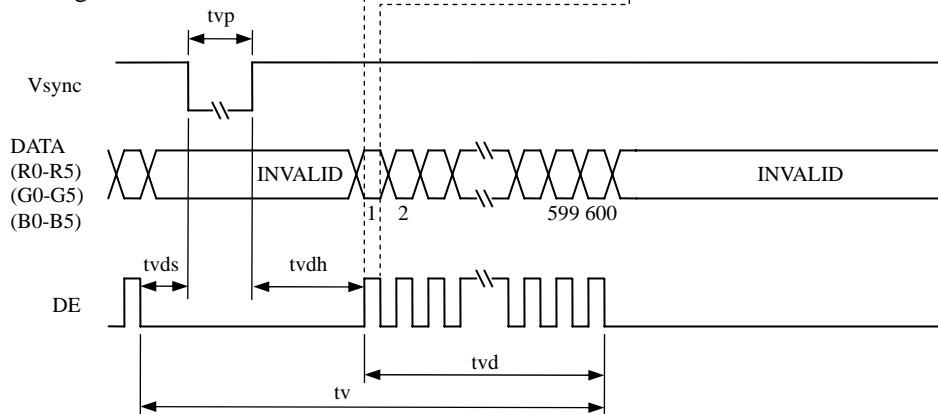 tvp
Vsync
DATA
(R0-R5)
(G0-G5)
(B0-B5)
INVALID
INVALID
1 2 599 600
tvds
tvdh
DE
tvd
tv